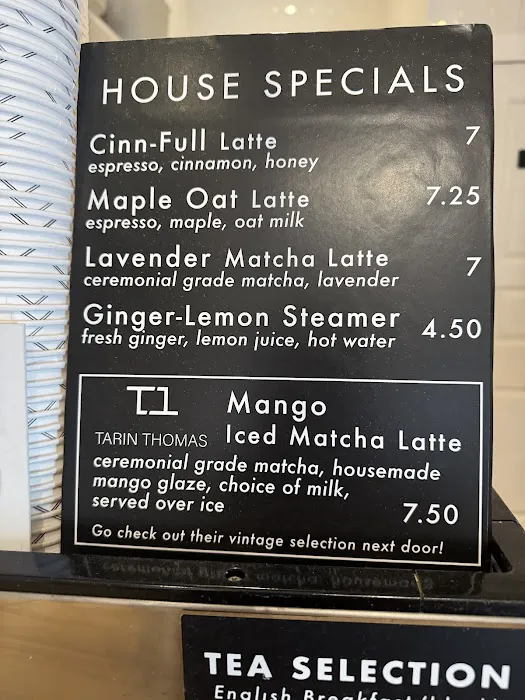 HOUSE SPECIALS
Cinn-Full Latte 7
espresso, cinnamon, honey
Maple Oat Latte 7.25
espresso, maple, oat milk
Lavender Matcha Latte 7
ceremonial grade matcha, lavender
Ginger-Lemon Steamer 4.50
fresh ginger, lemon juice, hot water
T1
TARIN THOMAS
Mango
Iced Matcha Latte
ceremonial grade matcha, housemade
mango glaze, choice of milk,
served over ice 7.50
Go check out their vintage selection next door!
TEA SELECTION
English Breakfast